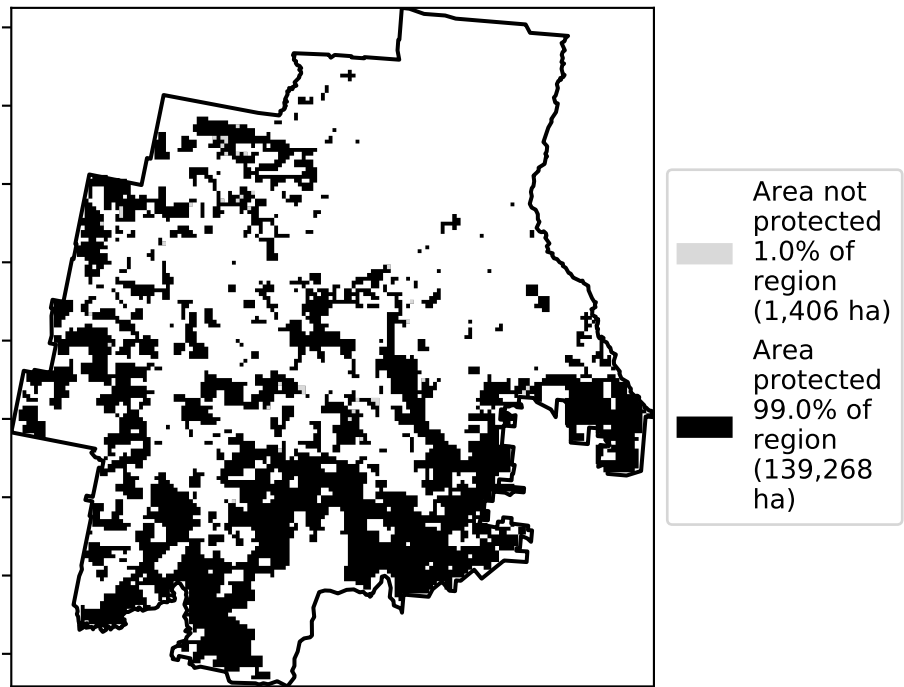 Area not
protected
1.0% of
region
(1,406 ha)
Area
protected
99.0% of
region
(139,268
ha)